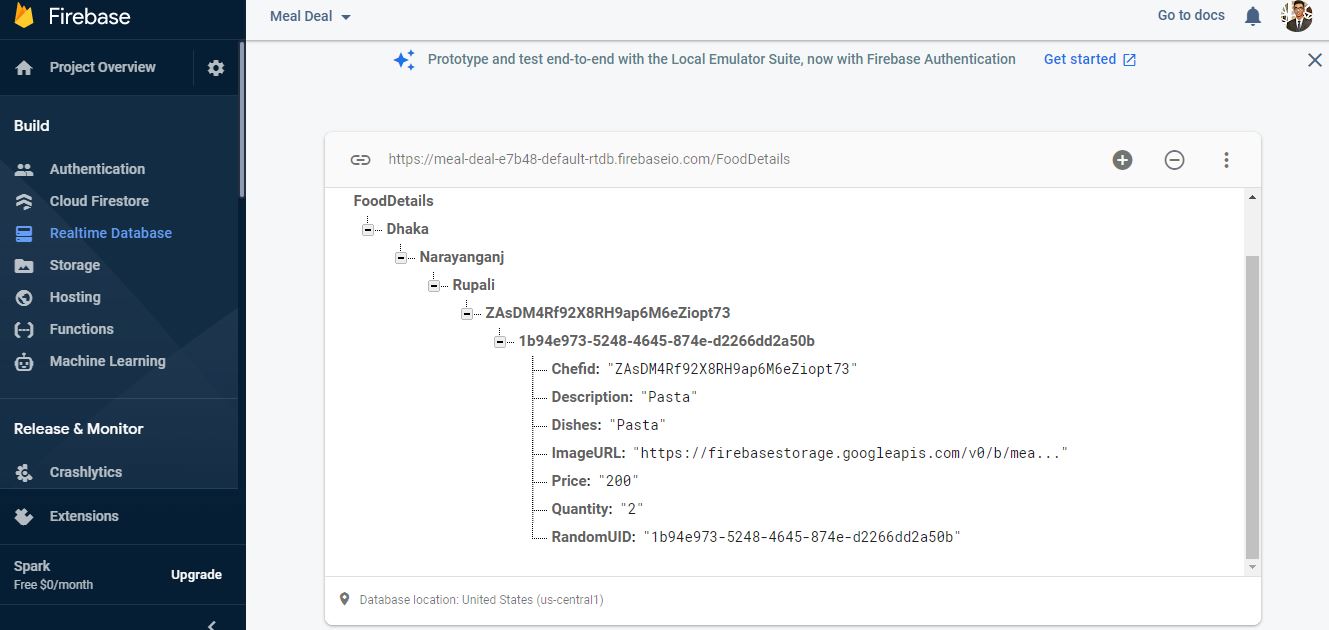 Firebase
Project Overview
Build
Authentication
Cloud Firestore
Realtime Database
Storage
Hosting
Functions
Machine Learning
Release & Monitor
Crashlytics
Extensions
Spark
Free $0/month
Upgrade
Meal Deal
Go to docs
Prototype and test end-to-end with the Local Emulator Suite, now with Firebase Authentication Get started
https://meal-deal-e7b48-default-rtdb.firebaseio.com/FoodDetails
FoodDetails
Dhaka
Narayanganj
Rupali
ZAsDM4Rf92X8RH9ap6M6eZiopt73
1b94e973-5248-4645-874e-d2266dd2a50b
Chefid: "ZAsDM4Rf92X8RH9ap6M6eZiopt73"
Description: "Pasta"
Dishes: "Pasta"
ImageURL: "https://firebasestorage.googleapis.com/v0/b/mea..."
Price: "200"
Quantity: "2"
RandomUID: "1b94e973-5248-4645-874e-d2266dd2a50b"
Database location: United States (us-central1)